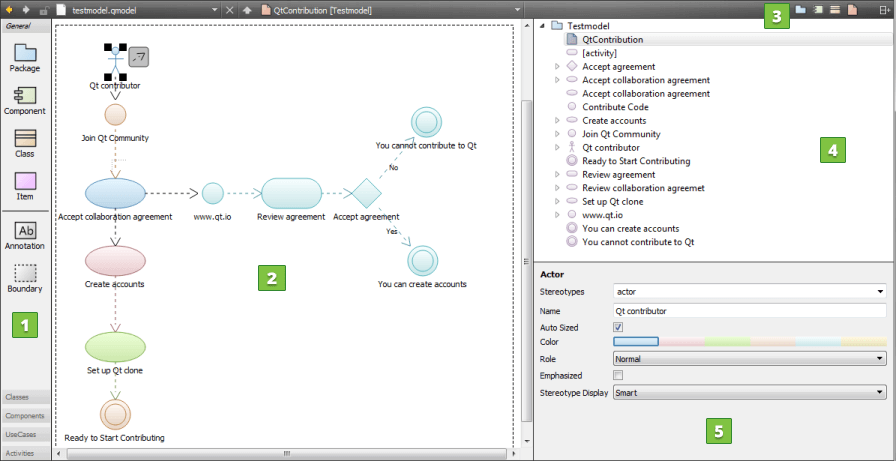 testmodel.qmodel
QtContribution [Testmodel]
3
General
Package
Component
Class
Item
Ab
Annotation
Boundary
1
Classes
Components
UseCases
Activities
Qt contributor
Join Qt Community
You cannot contribute to Qt
No
Accept collaboration agreement
www.qt.io
Review agreement
Accept agreement
Yes
You can create accounts
Create accounts
2
Set up Qt clone
Ready to Start Contributing
Testmodel
QtContribution
[activity]
Accept agreement
Accept collaboration agreement
Accept collaboration agreement
Contribute Code
Create accounts
Join Qt Community
Qt contributor
Ready to Start Contributing
Review agreement
Review collaboration agreemet
Set up Qt clone
www.qt.io
You can create accounts
You cannot contribute to Qt
4
Actor
Stereotypes actor
Name Qt contributor
Auto Sized
Color
Role Normal
Emphasized
Stereotype Display Smart
5